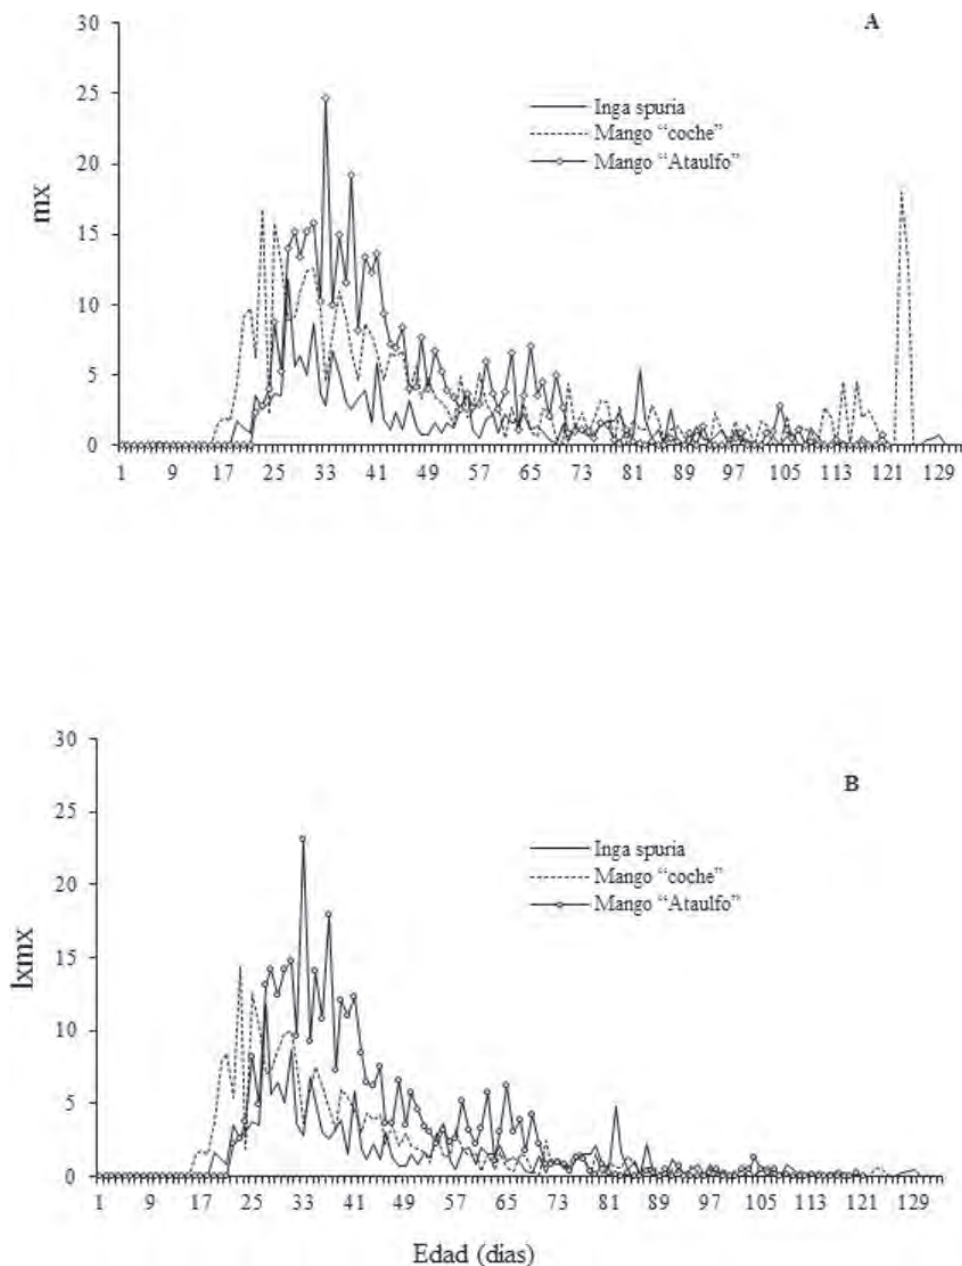 A
30
25
20
15
10
5
0
mx
Inga spuria
Mango “coche”
Mango “Ataulfo”
1 9 17 25 33 41 49 57 65 73 81 89 97 105 113 121 129
B
30
25
20
15
10
5
0
lxmx
Inga spuria
Mango “coche”
Mango “Ataulfo”
1 9 17 25 33 41 49 57 65 73 81 89 97 105 113 121 129
Edad (dias)